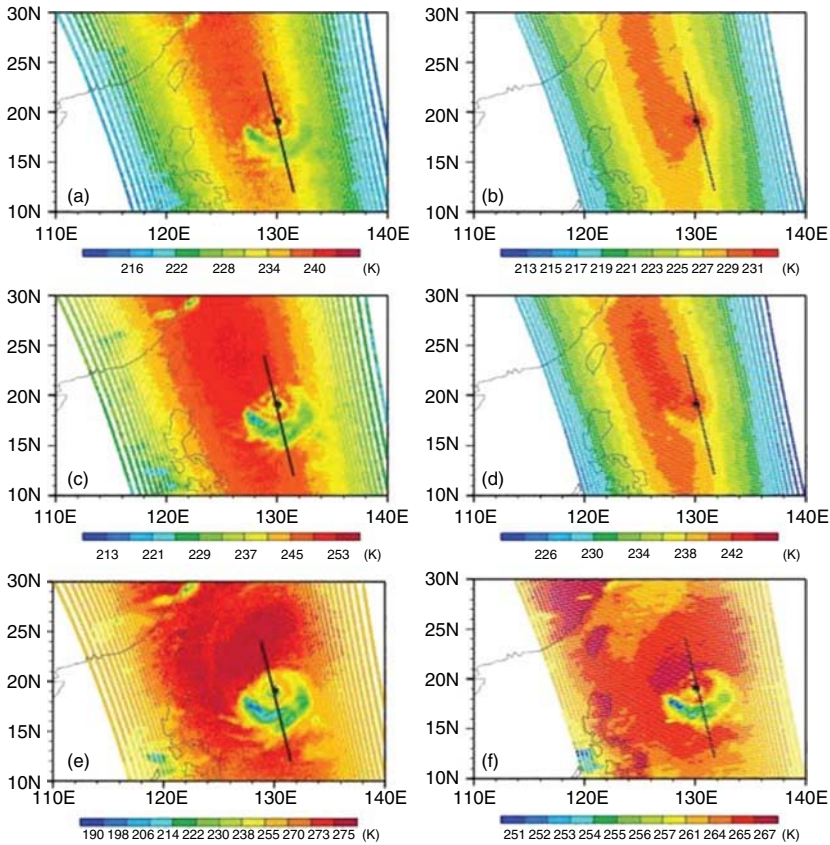 30N 30N
25N 25N
20N 20N
15N 15N
(a) (b)
10N 10N
110E 120E 130E 140E 110E 120E 130E 140E
216 222 228 234 240 (K) 213 215 217 219 221 223 225 227 229 231 (K)
30N 30N
25N 25N
20N 20N
15N 15N
(c) (d)
10N 10N
110E 120E 130E 140E 110E 120E 130E 140E
213 221 229 237 245 253 (K) 226 230 234 238 242 (K)
30N 30N
25N 25N
20N 20N
15N 15N
(e) (f)
10N 10N
110E 120E 130E 140E 110E 120E 130E 140E
190 198 206 214 222 230 238 255 270 273 275 (K) 251 252 253 254 255 256 257 261 264 265 267 (K)